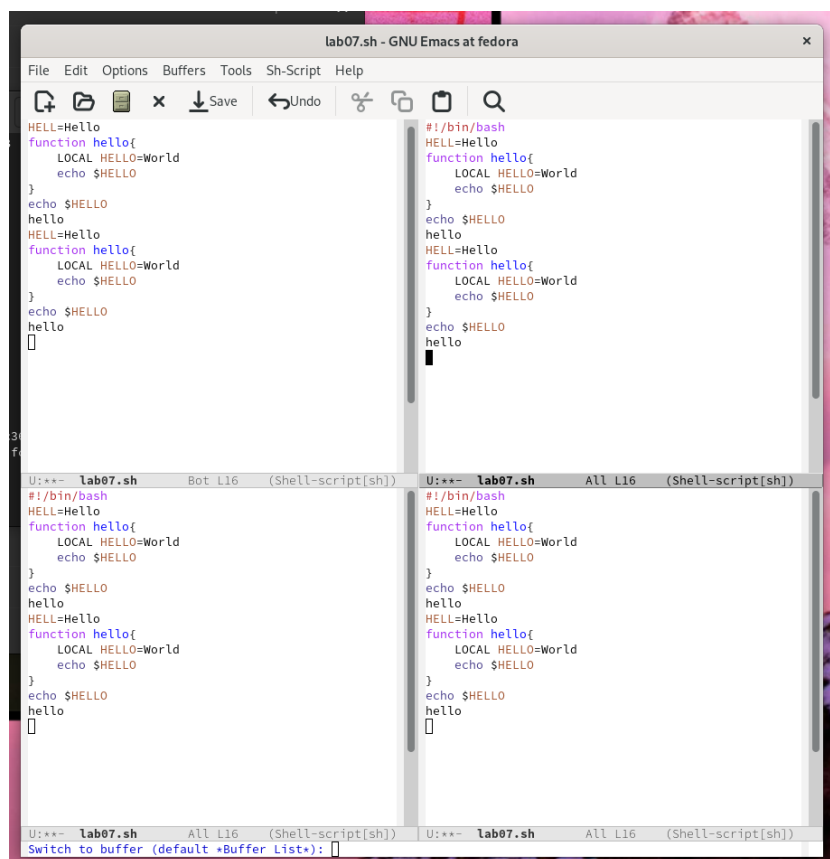 lab07.sh - GNU Emacs at fedora
File Edit Options Buffers Tools Sh-Script Help
Save Undo
HELL=Hello
function hello{
    LOCAL HELLO=World
    echo $HELLO
}
echo $HELLO
hello
HELL=Hello
function hello{
    LOCAL HELLO=World
    echo $HELLO
}
echo $HELLO
hello
U:**- lab07.sh Bot L16 (Shell-script[sh])
#!/bin/bash
HELL=Hello
function hello{
    LOCAL HELLO=World
    echo $HELLO
}
echo $HELLO
hello
HELL=Hello
function hello{
    LOCAL HELLO=World
    echo $HELLO
}
echo $HELLO
hello
U:**- lab07.sh All L16 (Shell-script[sh])
#!/bin/bash
HELL=Hello
function hello{
    LOCAL HELLO=World
    echo $HELLO
}
echo $HELLO
hello
HELL=Hello
function hello{
    LOCAL HELLO=World
    echo $HELLO
}
echo $HELLO
hello
U:**- lab07.sh All L16 (Shell-script[sh])
#!/bin/bash
HELL=Hello
function hello{
    LOCAL HELLO=World
    echo $HELLO
}
echo $HELLO
hello
HELL=Hello
function hello{
    LOCAL HELLO=World
    echo $HELLO
}
echo $HELLO
hello
U:**- lab07.sh All L16 (Shell-script[sh])
Switch to buffer (default *Buffer List*):